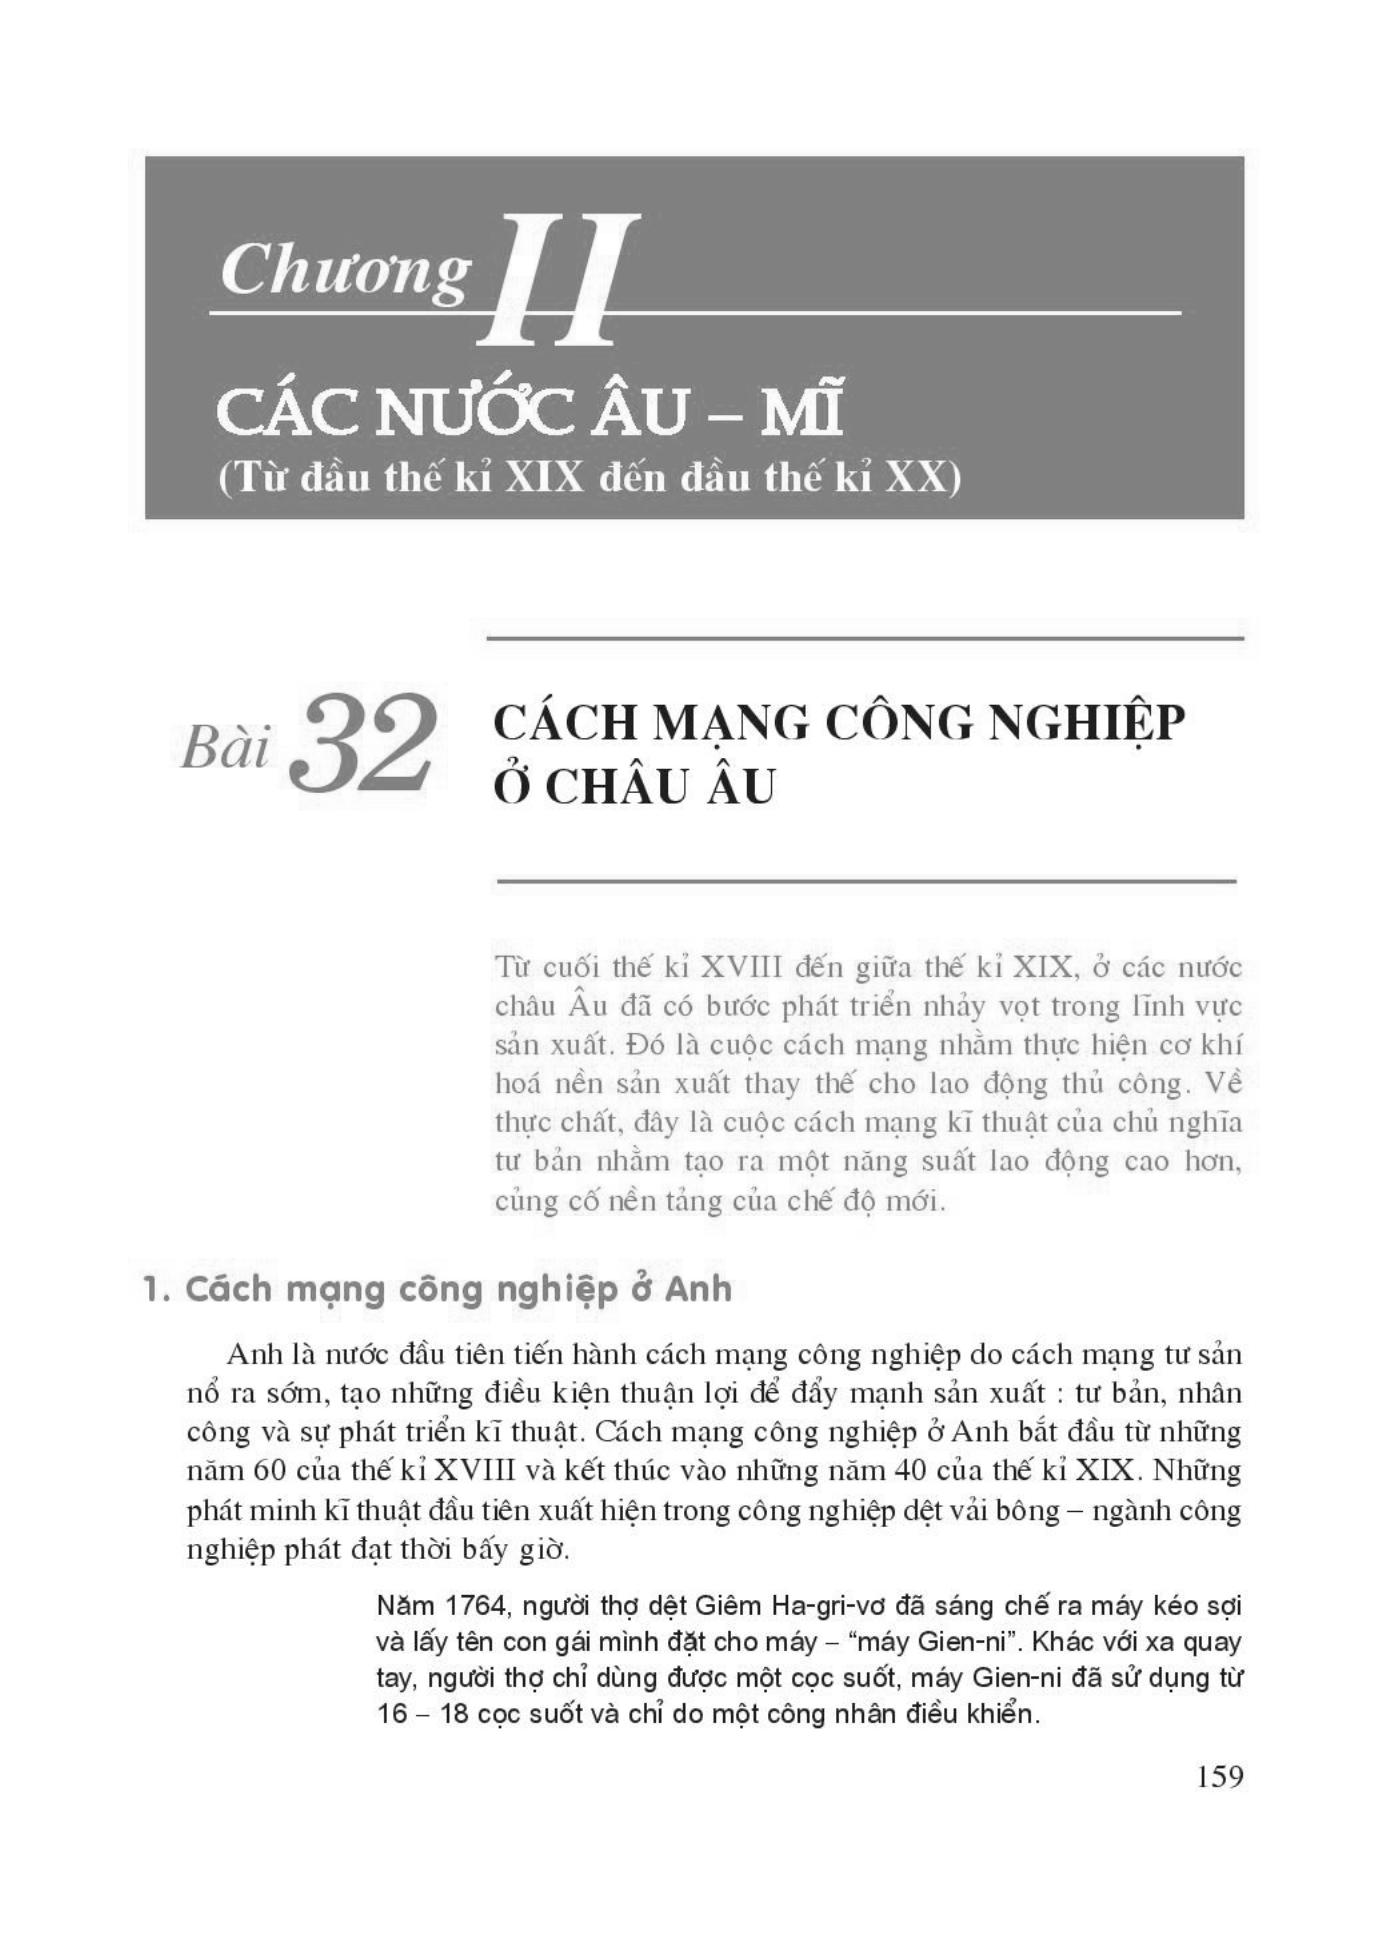 Chương II
CÁC NƯỚC ÂU – MĨ
(Từ đầu thế kỉ XIX đến đầu thế kỉ XX)
Bài 32
CÁCH MẠNG CÔNG NGHIỆP
Ở CHÂU ÂU
Từ cuối thế kỉ XVIII đến giữa thế kỉ XIX, ở các nước
châu Âu đã có bước phát triển nhảy vọt trong lĩnh vực
sản xuất. Đó là cuộc cách mạng nhằm thực hiện cơ khí
hoá nền sản xuất thay thế cho lao động thủ công. Về
thực chất, đây là cuộc cách mạng kĩ thuật của chủ nghĩa
tư bản nhằm tạo ra một năng suất lao động cao hơn,
củng cố nền tảng của chế độ mới.
1. Cách mạng công nghiệp ở Anh
Anh là nước đầu tiên tiến hành cách mạng công nghiệp do cách mạng tư sản
nổ ra sớm, tạo những điều kiện thuận lợi để đẩy mạnh sản xuất : tư bản, nhân
công và sự phát triển kĩ thuật. Cách mạng công nghiệp ở Anh bắt đầu từ những
năm 60 của thế kỉ XVIII và kết thúc vào những năm 40 của thế kỉ XIX. Những
phát minh kĩ thuật đầu tiên xuất hiện trong công nghiệp dệt vải bông – ngành công
nghiệp phát đạt thời bấy giờ.
Năm 1764, người thợ dệt Giêm Ha-gri-vơ đã sáng chế ra máy kéo sợi
và lấy tên con gái mình đặt cho máy – “máy Gien-ni”. Khác với xa quay
tay, người thợ chỉ dùng được một cọc suốt, máy Gien-ni đã sử dụng từ
16 – 18 cọc suốt và chỉ do một công nhân điều khiển.
159